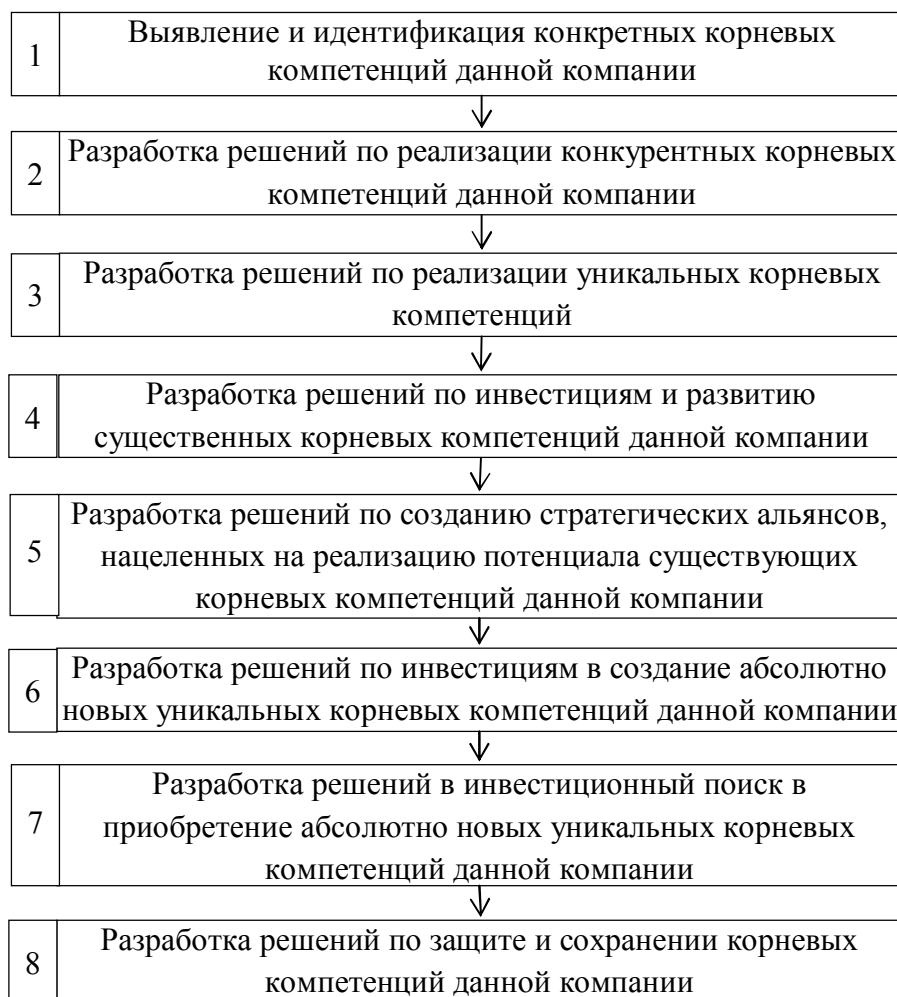 1
Выявление и идентификация конкретных корневых
компетенций данной компании
2
Разработка решений по реализации конкурентных корневых
компетенций данной компании
3
Разработка решений по реализации уникальных корневых
компетенций
4
Разработка решений по инвестициям и развитию
существенных корневых компетенций данной компании
5
Разработка решений по созданию стратегических альянсов,
нацеленных на реализацию потенциала существующих
корневых компетенций данной компании
6
Разработка решений по инвестициям в создание абсолютно
новых уникальных корневых компетенций данной компании
7
Разработка решений в инвестиционный поиск в
приобретение абсолютно новых уникальных корневых
компетенций данной компании
8
Разработка решений по защите и сохранении корневых
компетенций данной компании